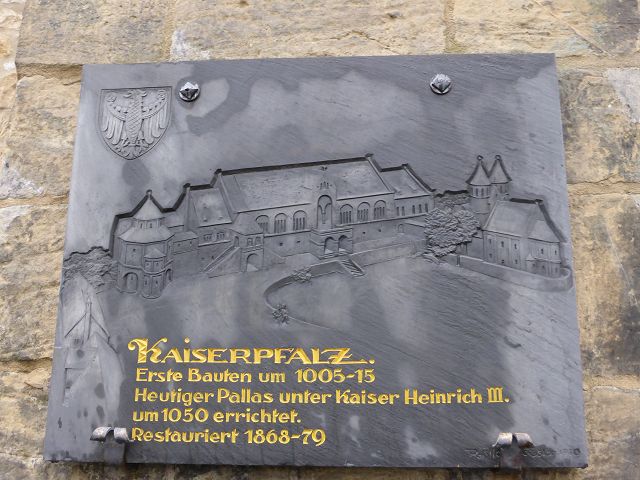 KAISERPFALZ.
Erste Bauten um 1005-15
Heutiger Pallas unter Kaiser Heinrich III.
um 1050 errichtet.
Restauriert 1868-79